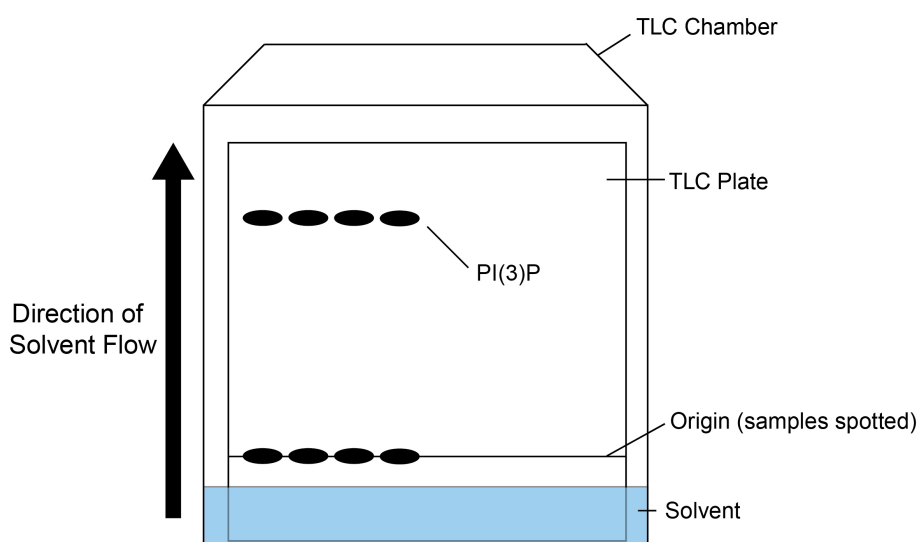 TLC Chamber
TLC Plate
PI(3)P
Direction of
Solvent Flow
Origin (samples spotted)
Solvent